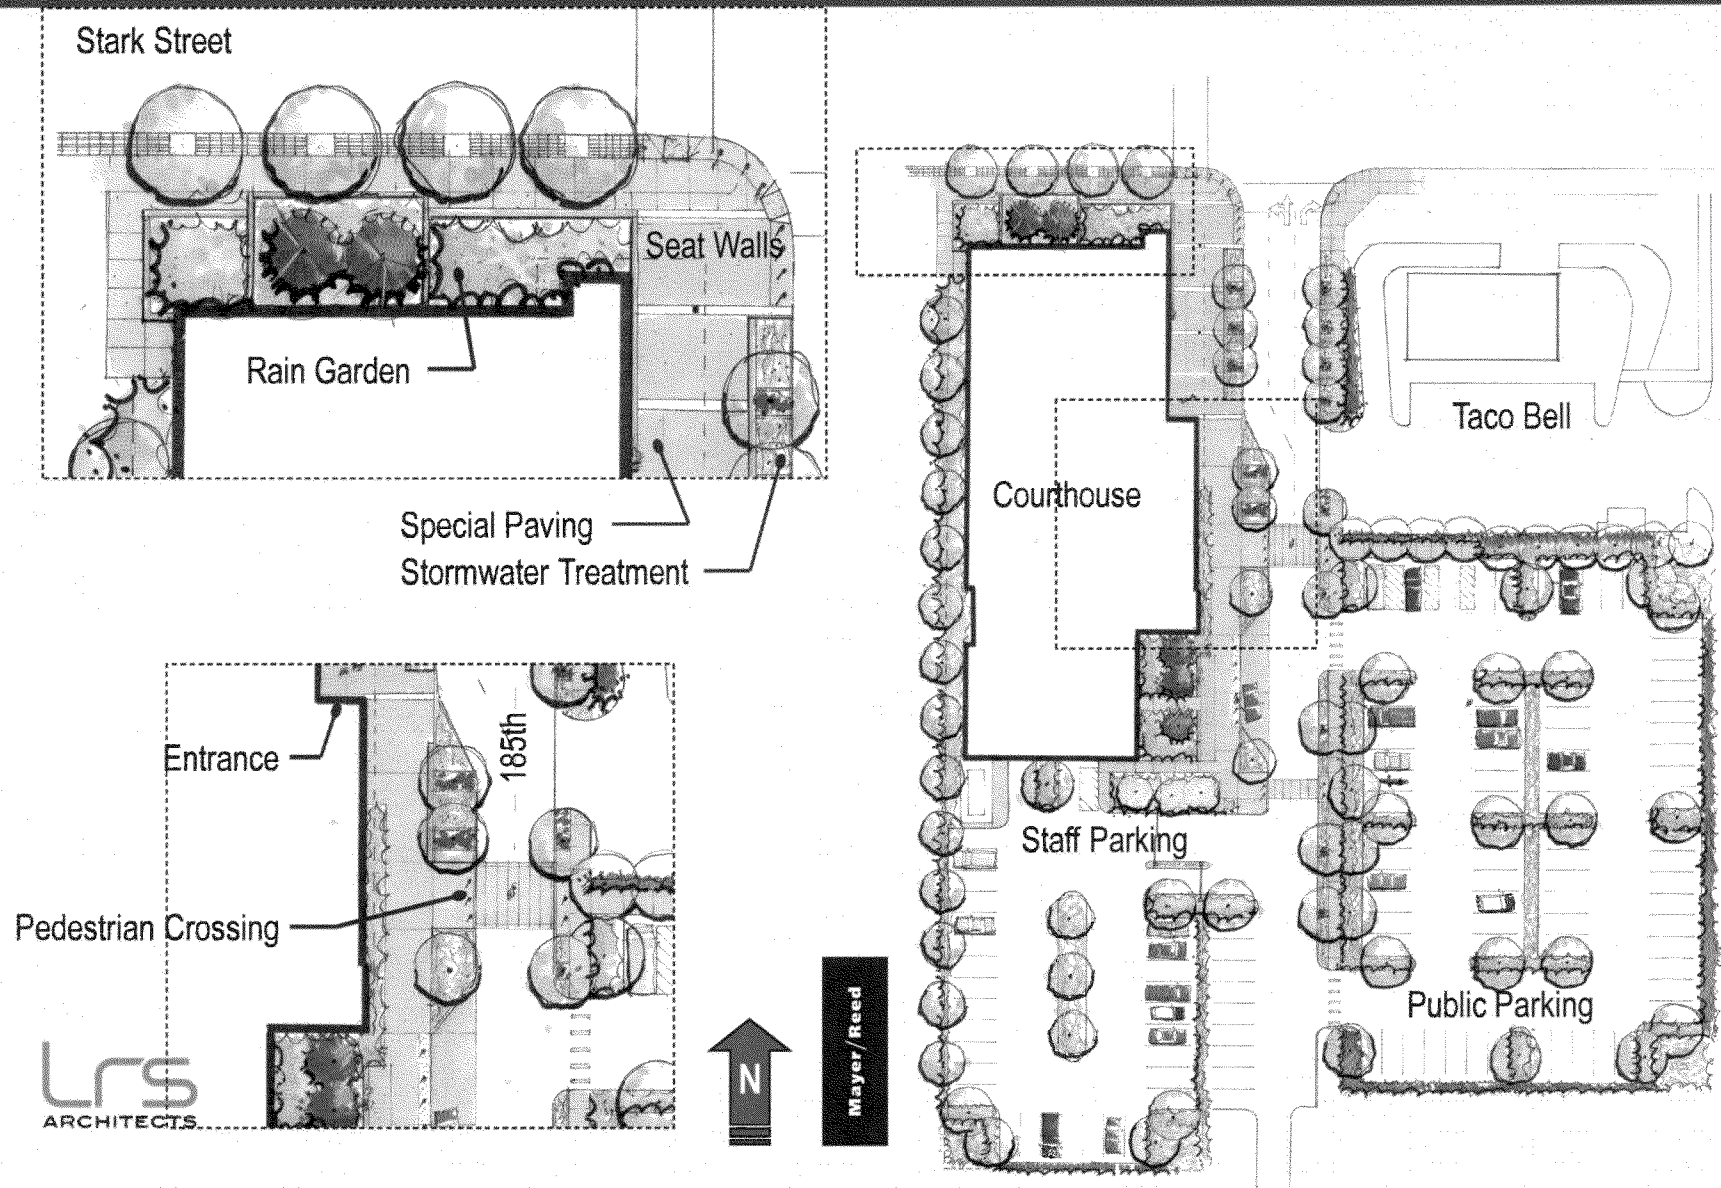 Stark Street
Seat Walls
Rain Garden
Special Paving
Stormwater Treatment
Taco Bell
Courthouse
Entrance
185th
Staff Parking
Pedestrian Crossing
Public Parking
N
Mayer/Reed
LRS
ARCHITECTS